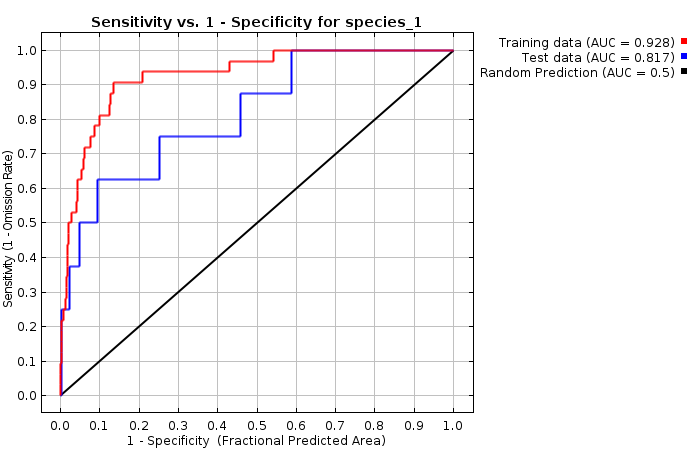 Sensitivity vs. 1 - Specificity for species_1
Training data (AUC = 0.928)
Test data (AUC = 0.817)
Random Prediction (AUC = 0.5)
Sensitivity (1 - Omission Rate)
1.0
0.9
0.8
0.7
0.6
0.5
0.4
0.3
0.2
0.1
0.0
0.0 0.1 0.2 0.3 0.4 0.5 0.6 0.7 0.8 0.9 1.0
1 - Specificity (Fractional Predicted Area)